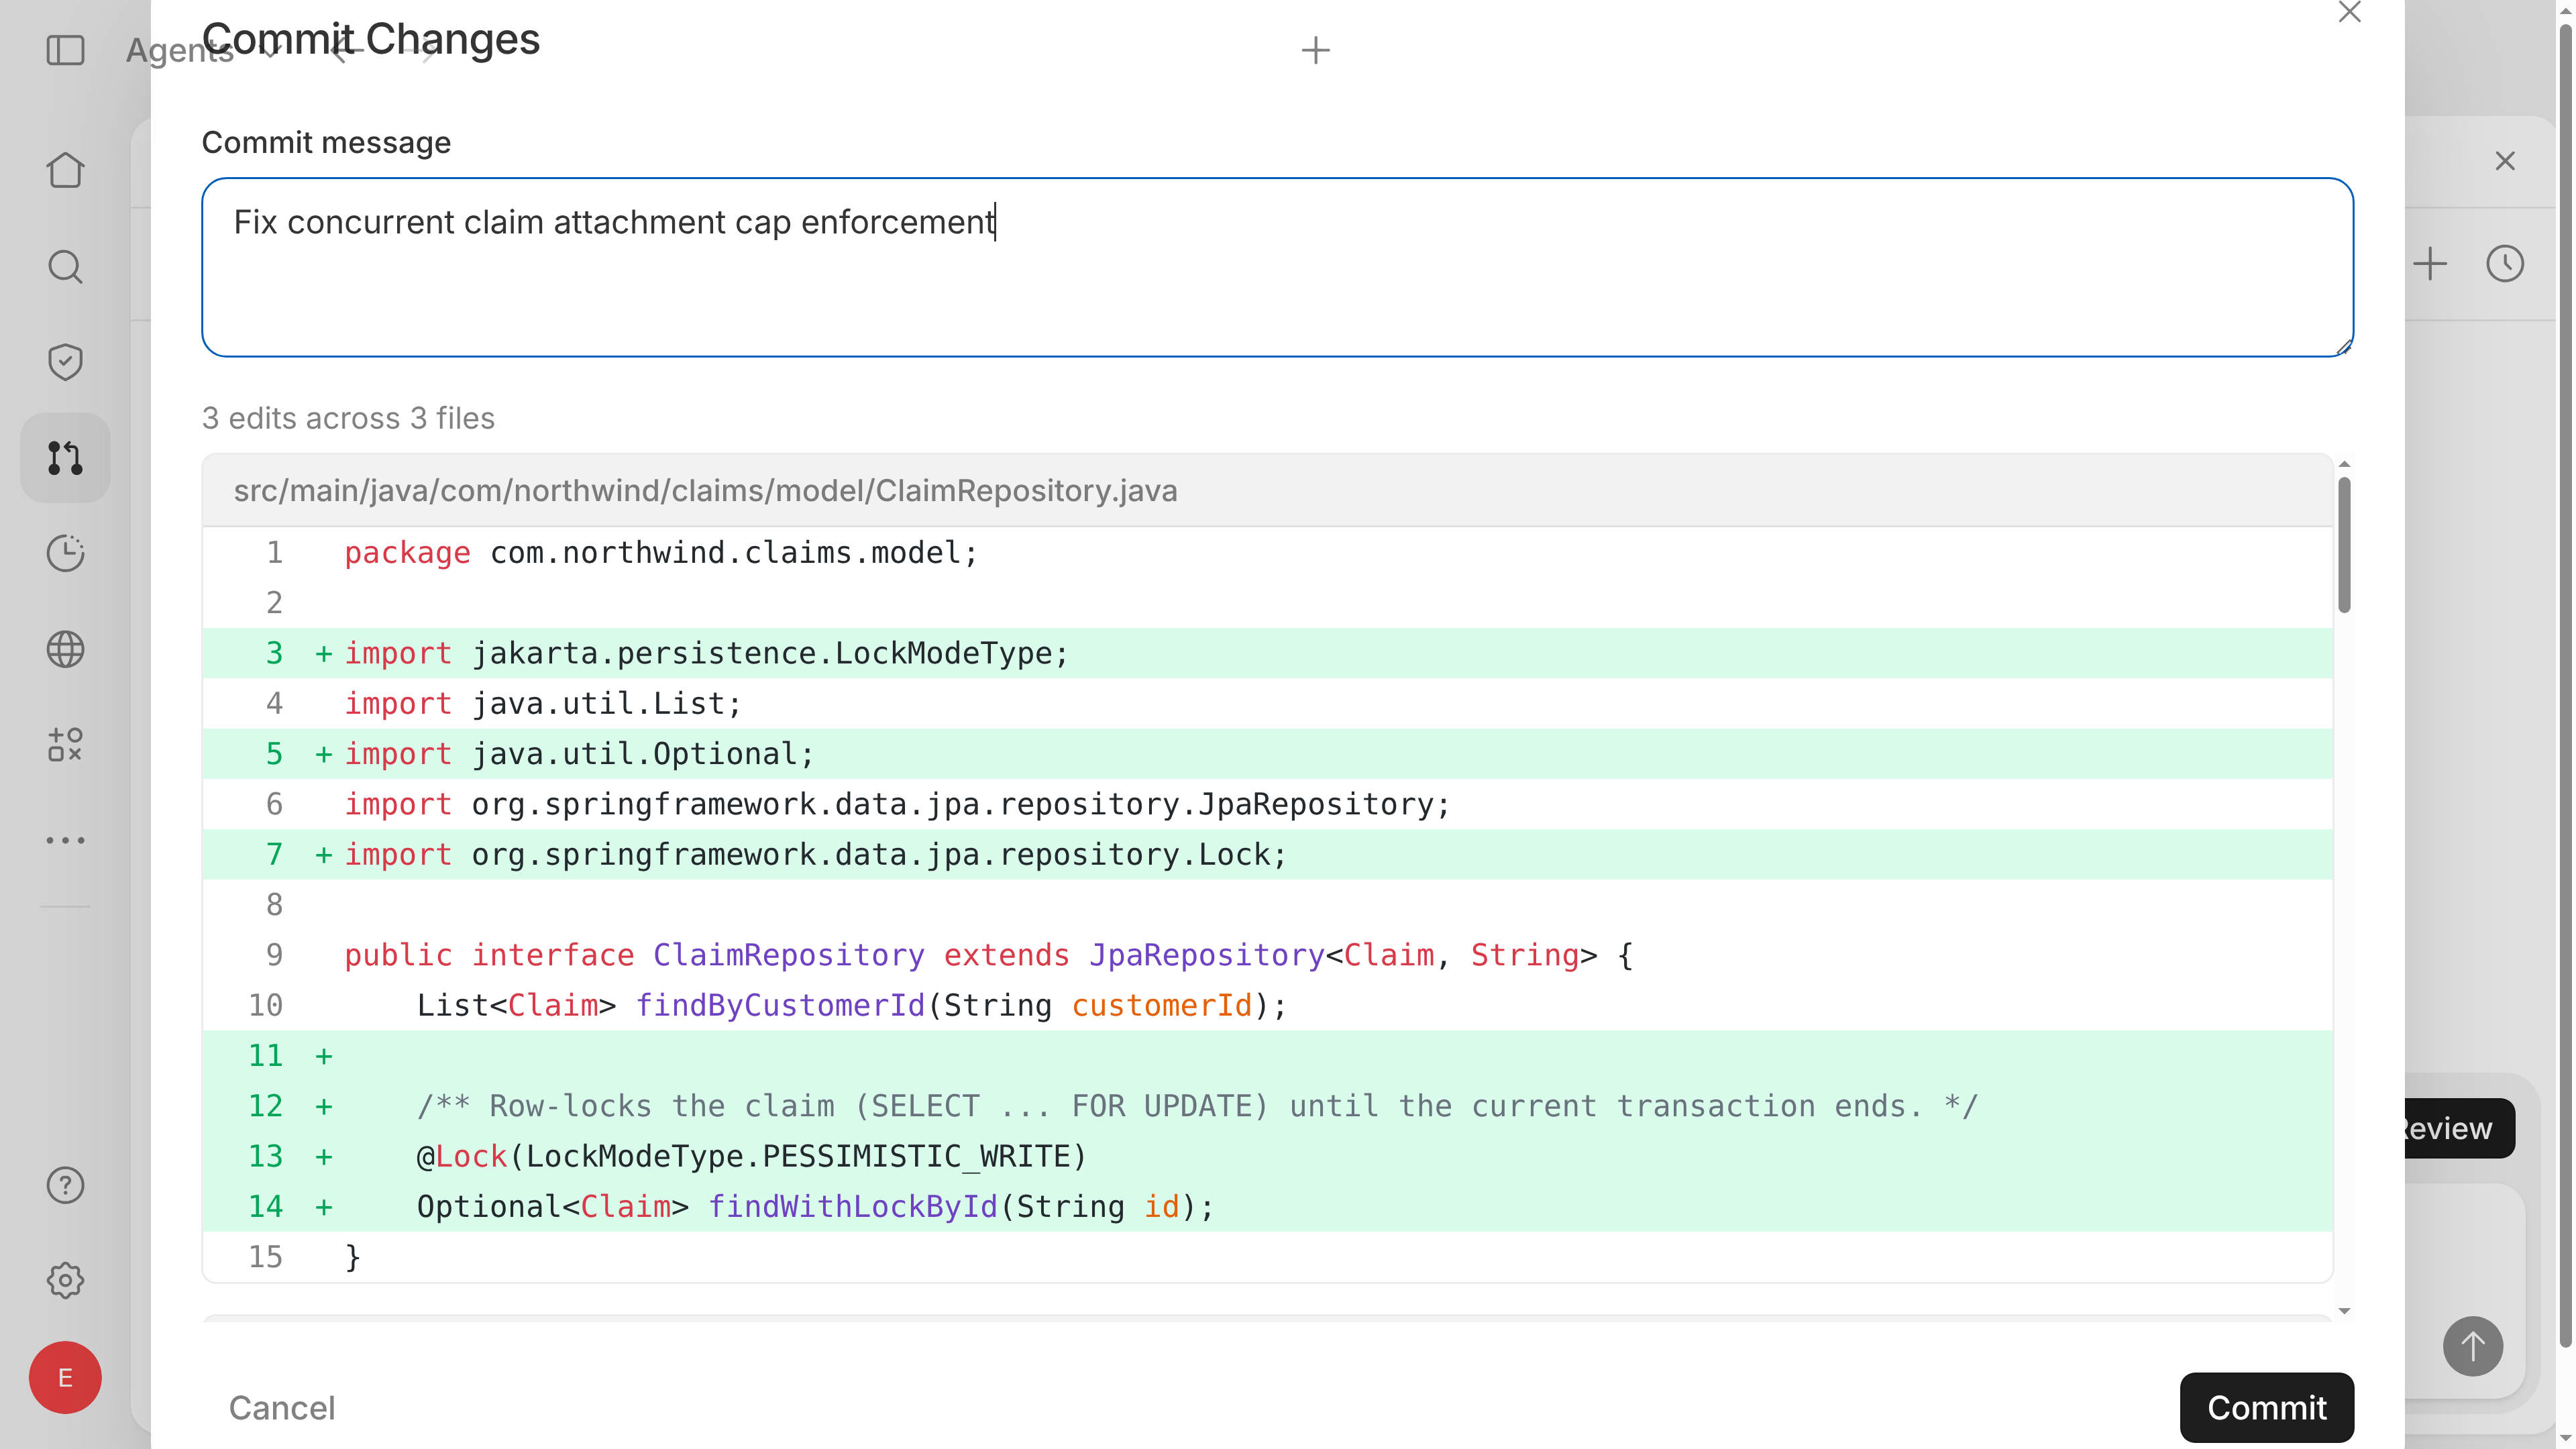 Agents
Commit Changes
Commit message
Fix concurrent claim attachment cap enforcement
3 edits across 3 files
src/main/java/com/northwind/claims/model/ClaimRepository.java
1 package com.northwind.claims.model;
2
3 + import jakarta.persistence.LockModeType;
4 import java.util.List;
5 + import java.util.Optional;
6 import org.springframework.data.jpa.repository.JpaRepository;
7 + import org.springframework.data.jpa.repository.Lock;
8
9 public interface ClaimRepository extends JpaRepository<Claim, String> {
10     List<Claim> findByCustomerId(String customerId);
11 +
12 +     /** Row-locks the claim (SELECT ... FOR UPDATE) until the current transaction ends. */
13 +     @Lock(LockModeType.PESSIMISTIC_WRITE)
14 +     Optional<Claim> findWithLockById(String id);
15 }
Review
E
Cancel
Commit